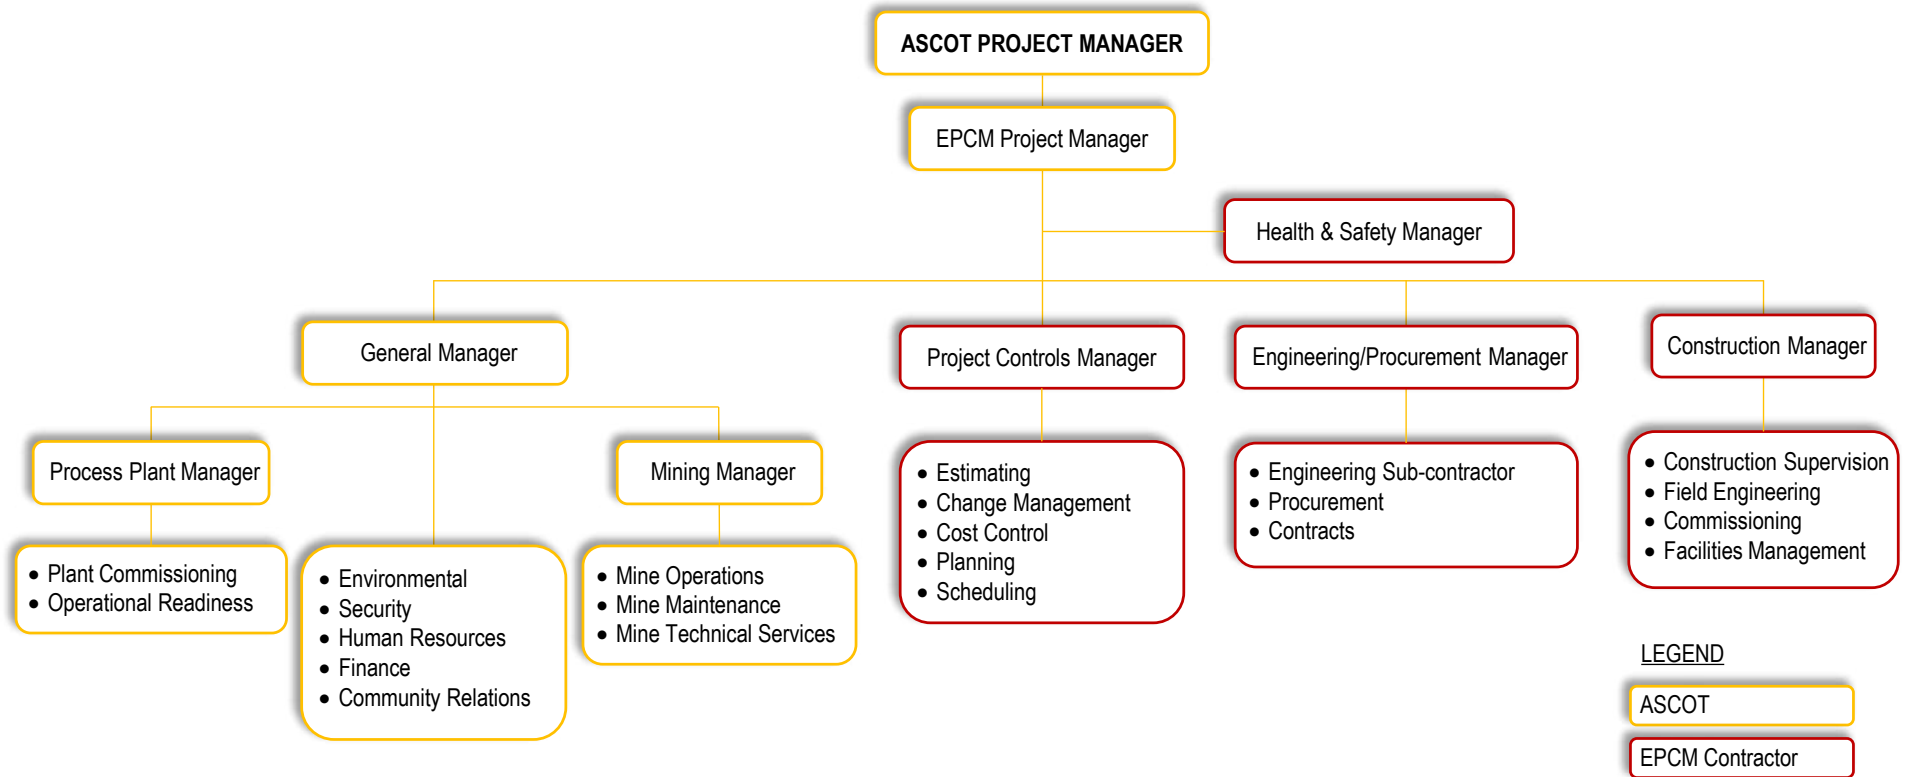 ASCOT PROJECT MANAGER
EPCM Project Manager
Health & Safety Manager
General Manager
Project Controls Manager
Engineering/Procurement Manager
Construction Manager
Process Plant Manager
Mining Manager
• Plant Commissioning
• Operational Readiness
• Environmental
• Security
• Human Resources
• Finance
• Community Relations
• Mine Operations
• Mine Maintenance
• Mine Technical Services
• Estimating
• Change Management
• Cost Control
• Planning
• Scheduling
• Engineering Sub-contractor
• Procurement
• Contracts
• Construction Supervision
• Field Engineering
• Commissioning
• Facilities Management
LEGEND
ASCOT
EPCM Contractor